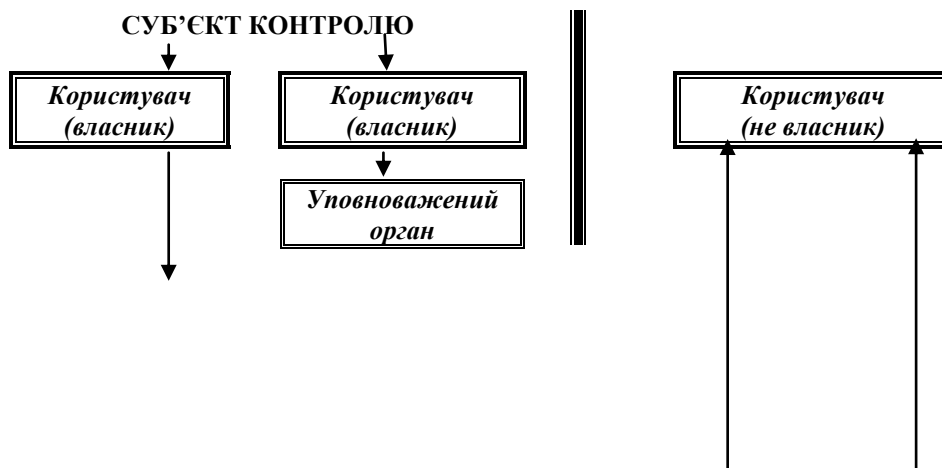 СУБ’ЄКТ КОНТРОЛЮ
Користувач
(власник)
Користувач
(власник)
Користувач
(не власник)
Уповноважений
орган